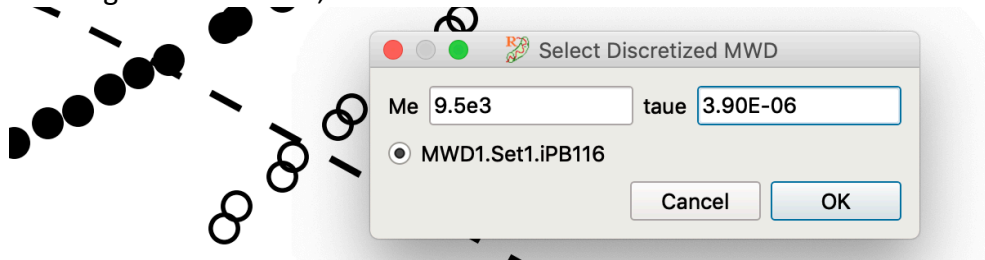 Select Discretized MWD
Me 9.5e3 taue 3.90E-06
MWD1.Set1.iPB116
Cancel OK